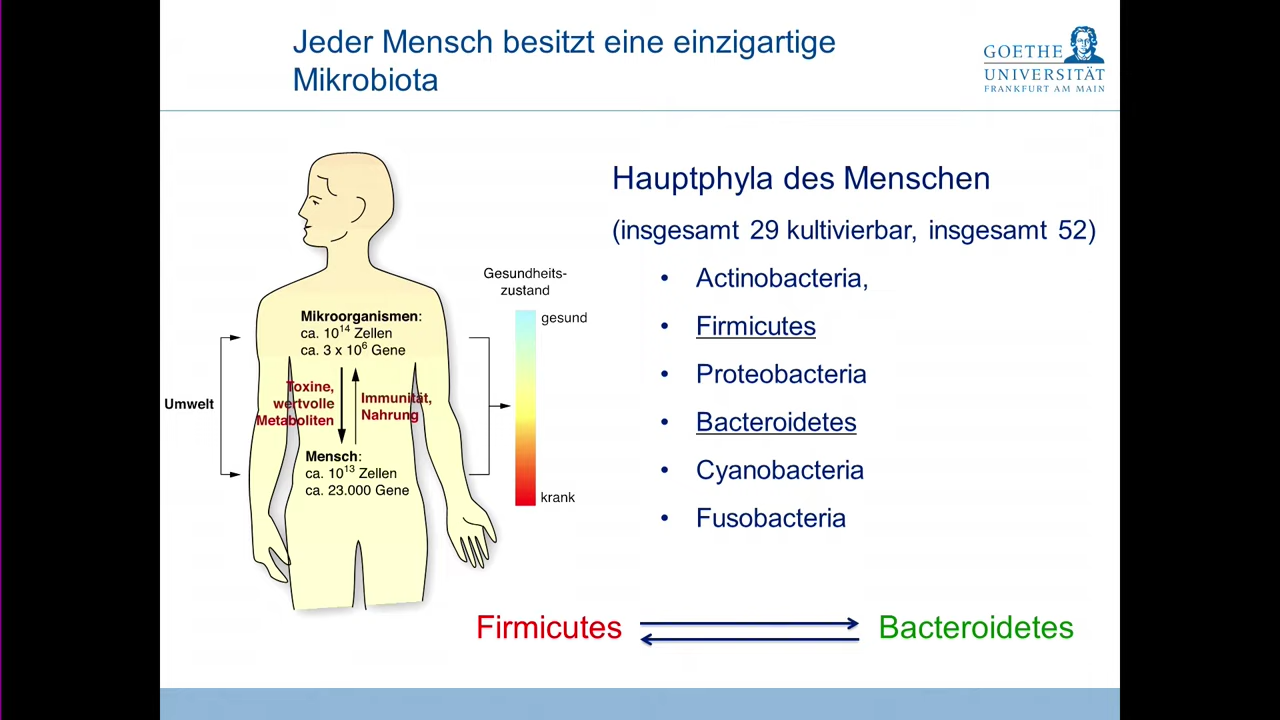 Jeder Mensch besitzt eine einzigartige
Mikrobiota
GOETHE
UNIVERSITÄT
FRANKFURT AM MAIN
Hauptphyla des Menschen
(insgesamt 29 kultivierbar, insgesamt 52)
• Actinobacteria,
• Firmicutes
• Proteobacteria
• Bacteroidetes
• Cyanobacteria
• Fusobacteria
Gesundheits-
zustand
gesund
krank
Mikroorganismen:
ca. 10¹⁴ Zellen
ca. 3 x 10⁶ Gene
Umwelt
Toxine,
wertvolle
Metaboliten
Immunität,
Nahrung
Mensch:
ca. 10¹³ Zellen
ca. 23.000 Gene
Firmicutes
Bacteroidetes